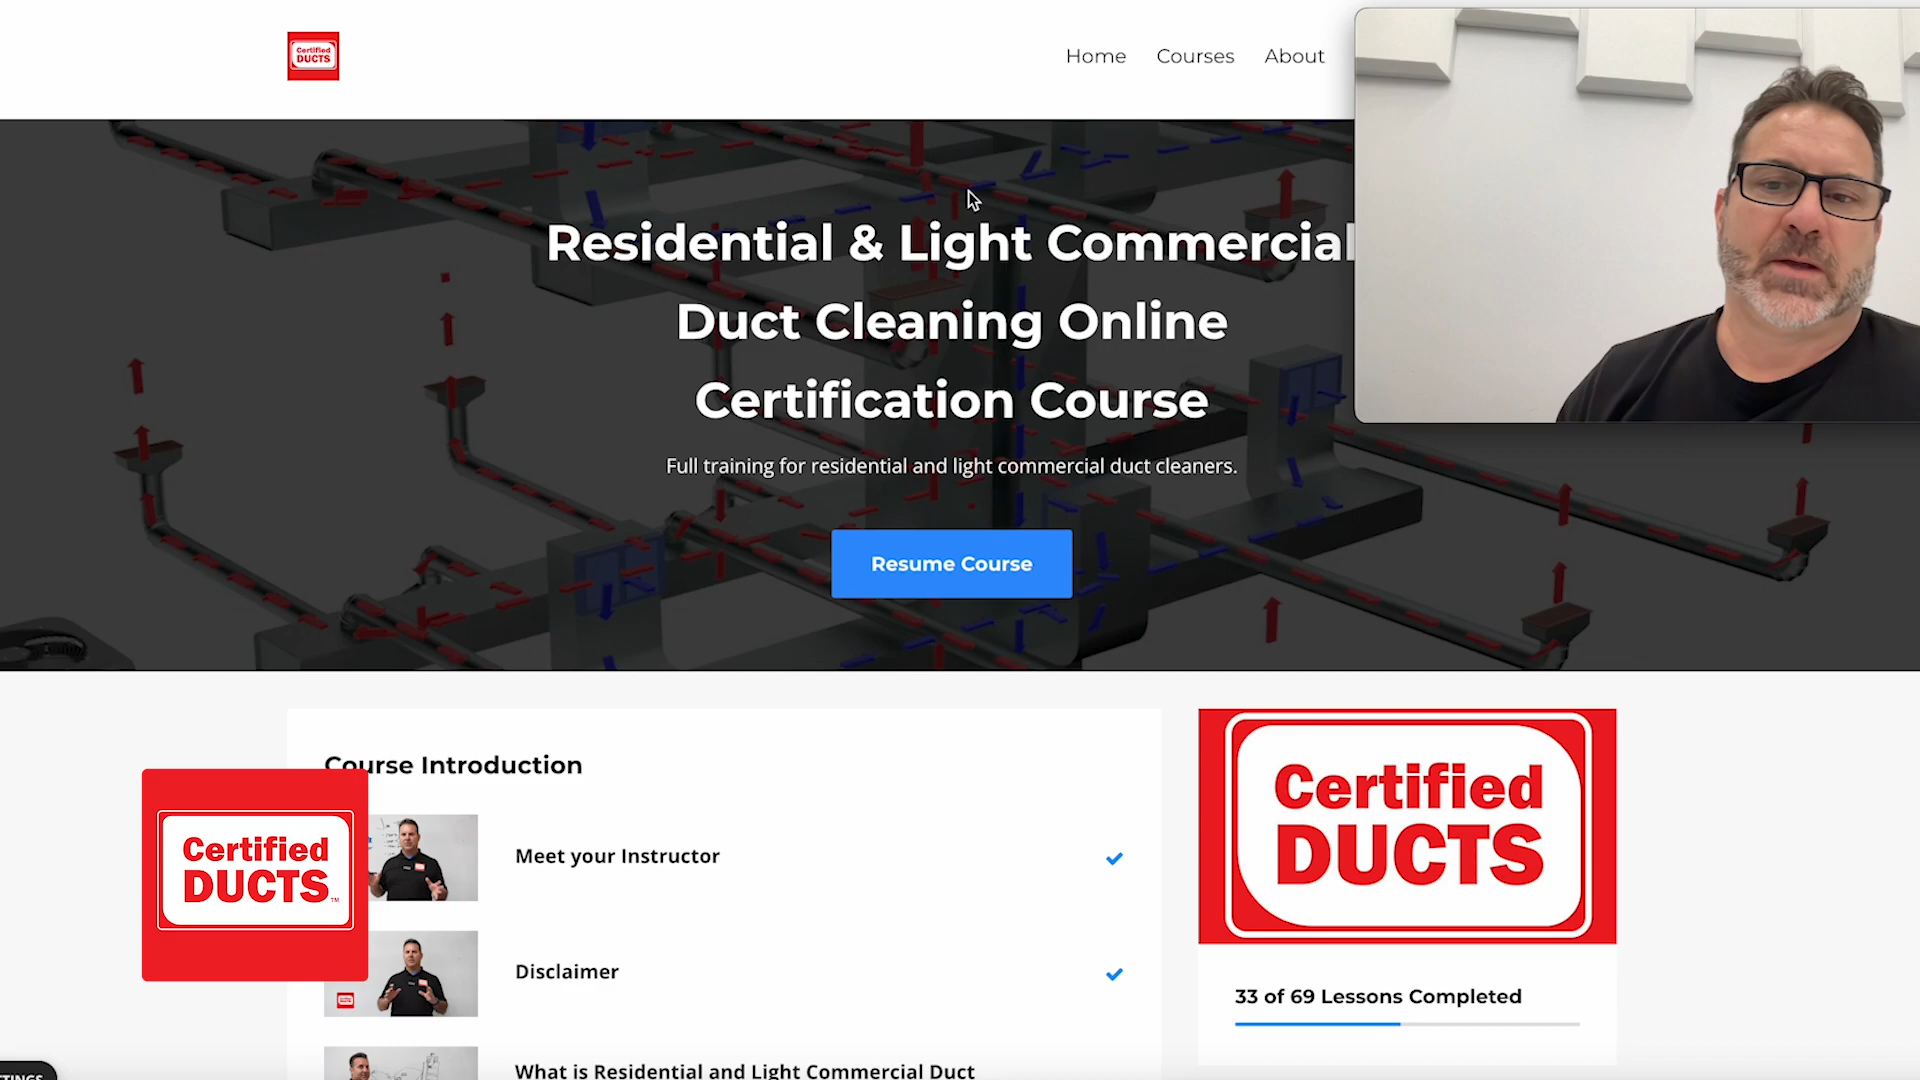 Certified
DUCTS
Home
Courses
About
Residential & Light Commercial
Duct Cleaning Online
Certification Course
Full training for residential and light commercial duct cleaners.
Resume Course
Course Introduction
Meet your Instructor
Disclaimer
What is Residential and Light Commercial Duct
Certified
DUCTS™
Certified
DUCTS
33 of 69 Lessons Completed